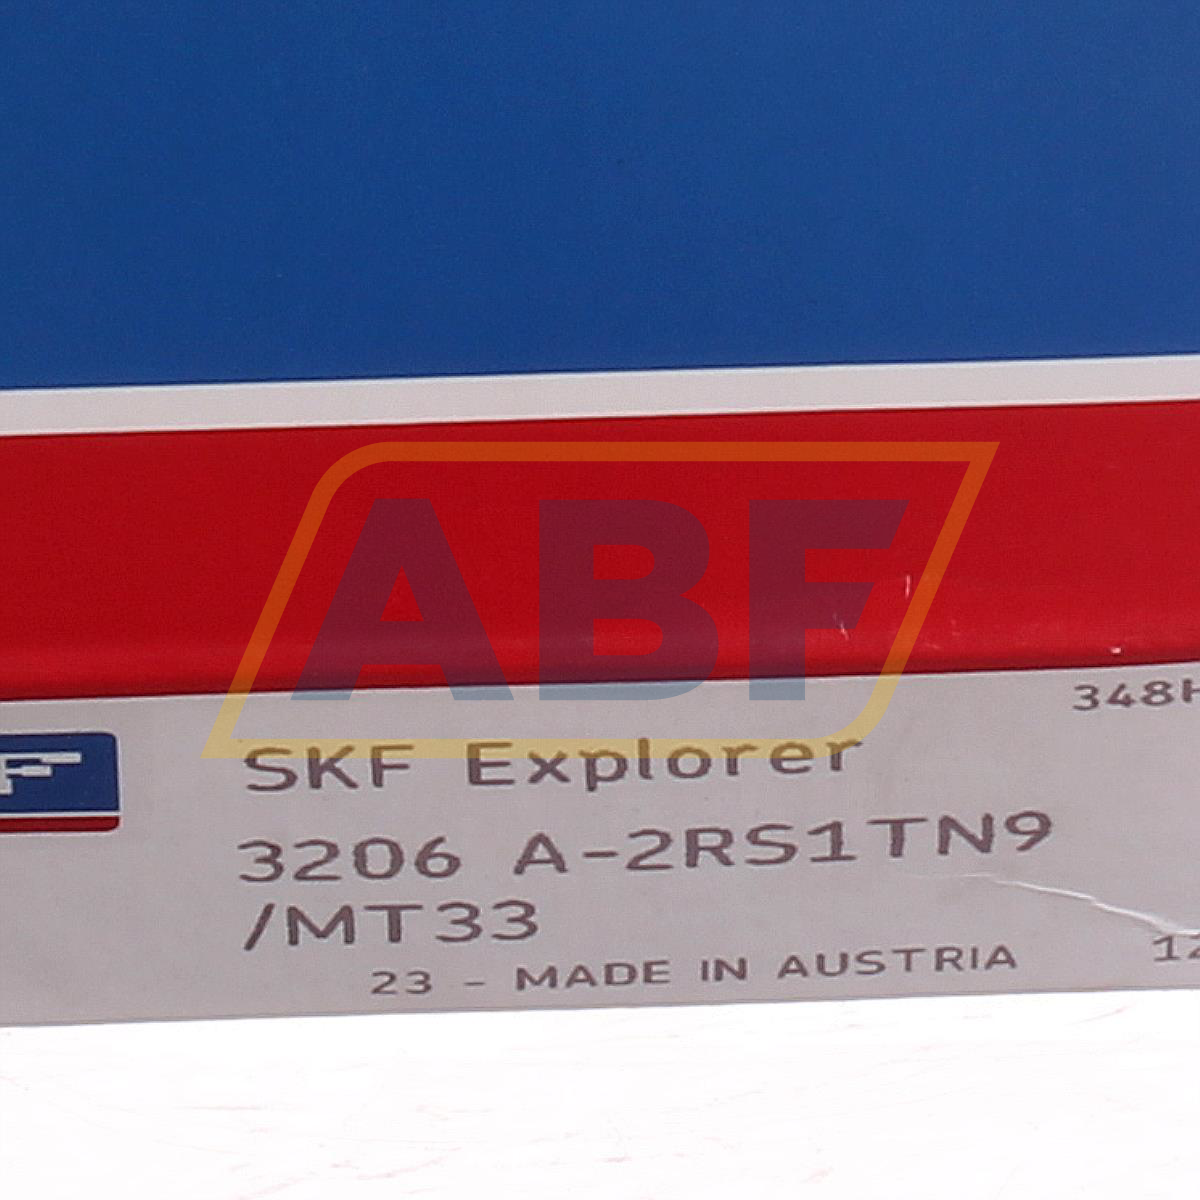 ABF
348H
SKF Explorer
3206 A-2RS1TN9
/MT33
23 - MADE IN AUSTRIA